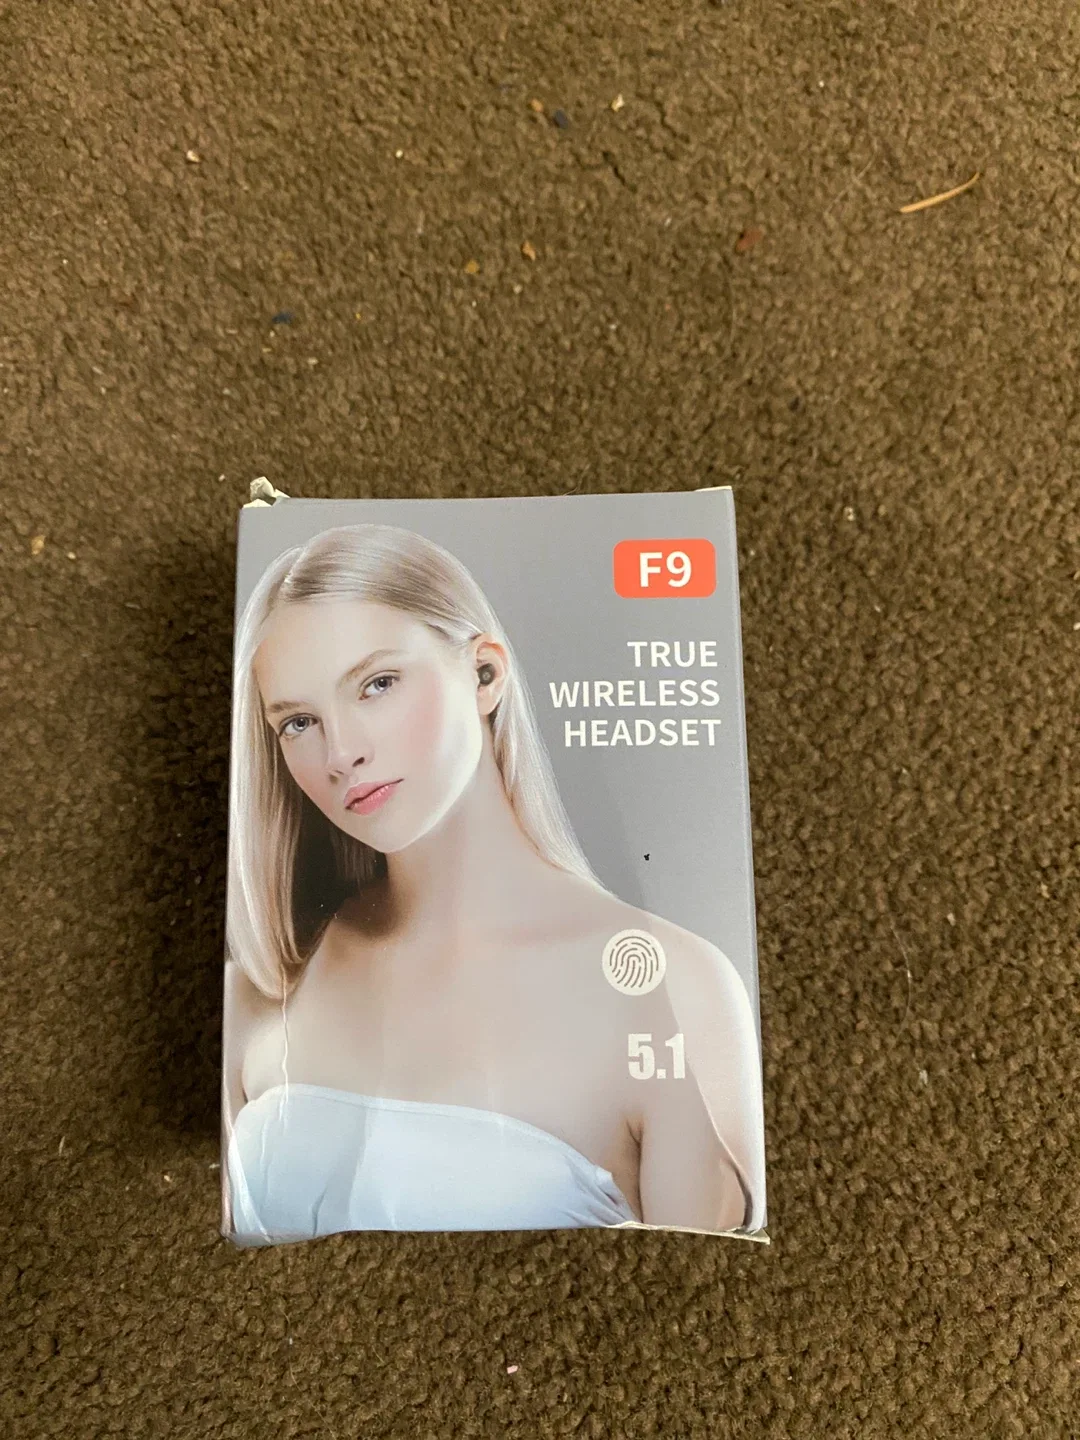 F9
TRUE
WIRELESS
HEADSET
5.1